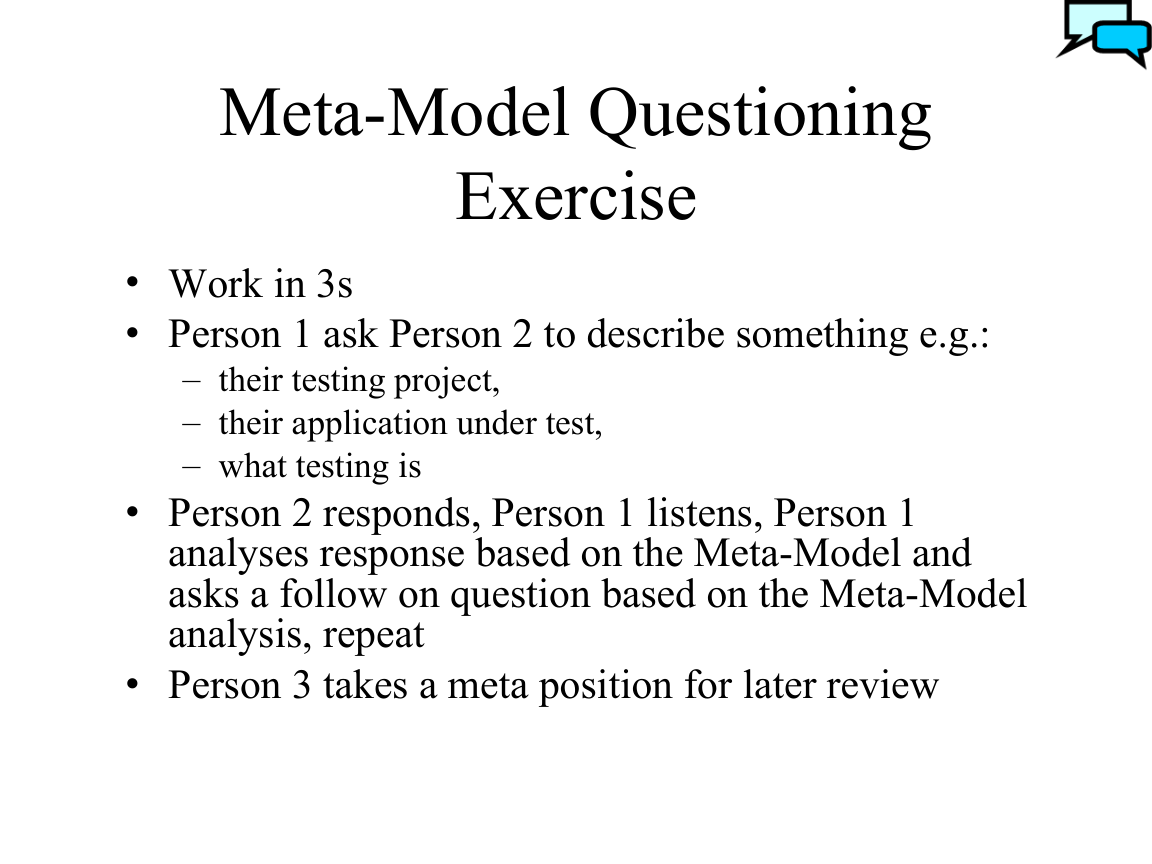 Meta-Model Questioning
Exercise
• Work in 3s
• Person 1 ask Person 2 to describe something e.g.:
– their testing project,
– their application under test,
– what testing is
• Person 2 responds, Person 1 listens, Person 1
analyses response based on the Meta-Model and
asks a follow on question based on the Meta-Model
analysis, repeat
• Person 3 takes a meta position for later review